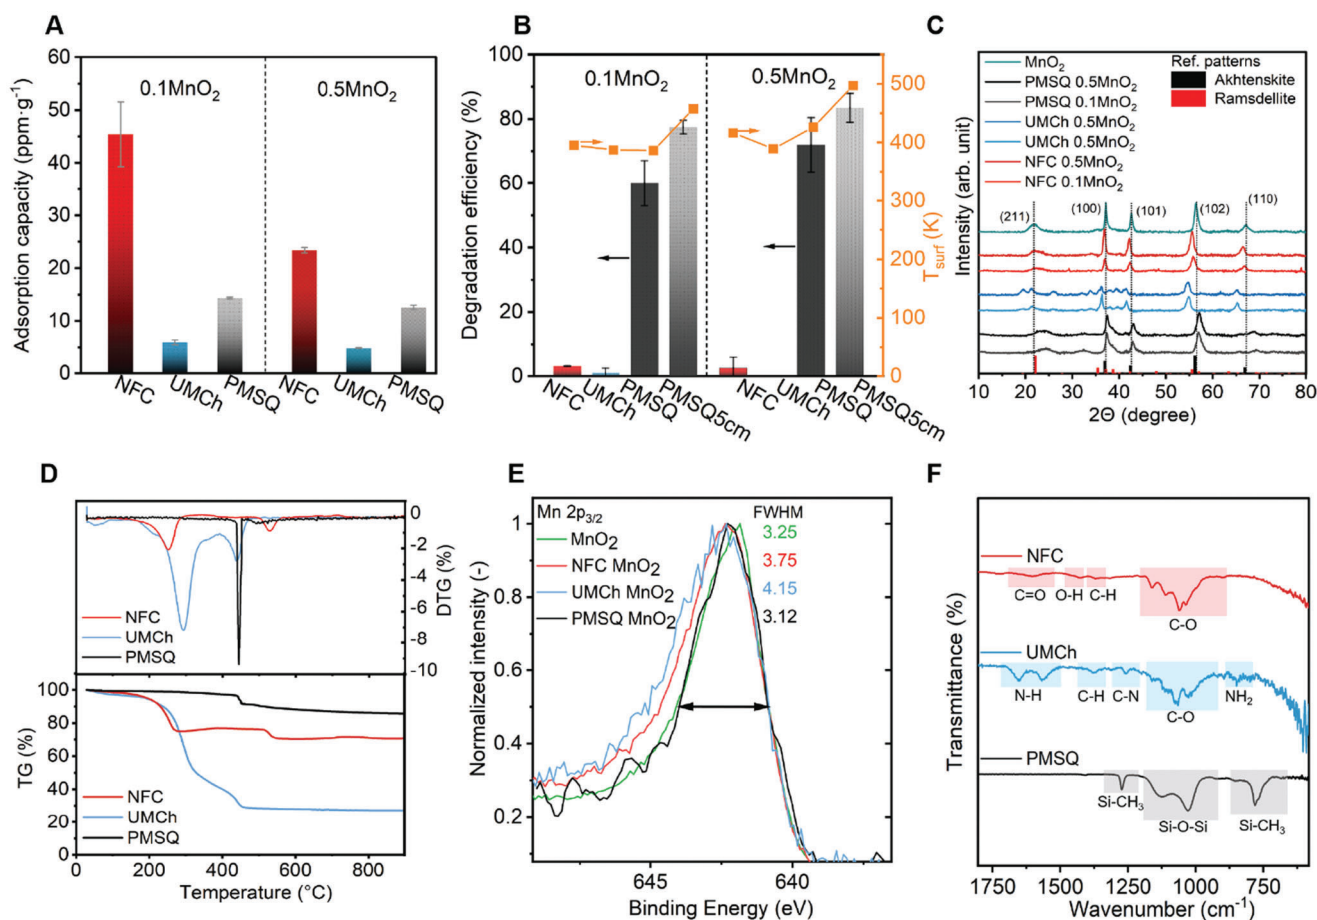 A
Adsorption capacity (ppm·g⁻¹)
60
50
45
30
25
20
15
10
5
0
0.1MnO₂
0.5MnO₂
NFC
UMCh
PMSQ
NFC
UMCh
PMSQ
B
Degradation efficiency (%)
100
80
60
40
20
0
0.1MnO₂
0.5MnO₂
500
400
300
200
100
0
T_surf (K)
NFC
UMCh
PMSQ
PMSQ5cm
NFC
UMCh
PMSQ
PMSQ5cm
C
Intensity (arb. unit)
MnO₂
PMSQ 0.5MnO₂
PMSQ 0.1MnO₂
UMCh 0.5MnO₂
UMCh 0.5MnO₂
NFC 0.5MnO₂
NFC 0.1MnO₂
Ref. patterns
Akhtenskite
Ramsdellite
(211)
(100)
(101)
(102)
(110)
10 20 30 40 50 60 70 80
2Θ (degree)
D
0
-2
-4
-6
-8
-10
DTG (%)
NFC
UMCh
PMSQ
TG (%)
100
80
60
40
20
0
NFC
UMCh
PMSQ
0 200 400 600 800
Temperature (°C)
E
Normalized intensity (-)
1
0.8
0.6
0.4
0.2
Mn 2p₃/₂
FWHM
MnO₂ 3.25
NFC MnO₂ 3.75
UMCh MnO₂ 4.15
PMSQ MnO₂ 3.12
645 640
Binding Energy (eV)
F
Transmittance (%)
NFC
C=O O-H C-H
C-O
UMCh
N-H C-H C-N NH₂
C-O
PMSQ
Si-CH₃ Si-O-Si Si-CH₃
1750 1500 1250 1000 750
Wavenumber (cm⁻¹)